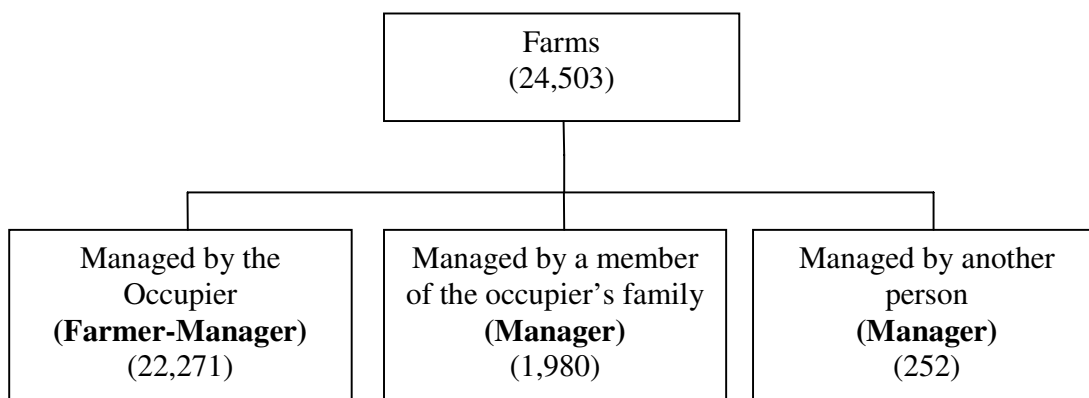 Farms
(24,503)
Managed by the
Occupier
(Farmer-Manager)
(22,271)
Managed by a member
of the occupier's family
(Manager)
(1,980)
Managed by another
person
(Manager)
(252)